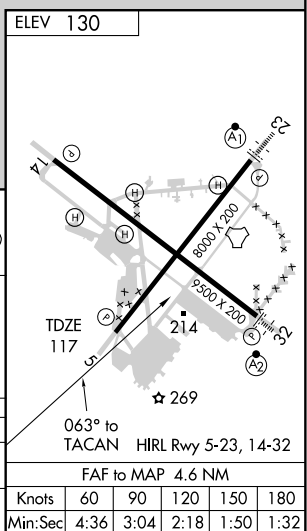 ELEV 130
A1
23
P
14
P
H
H
H
H
8000 X 200
9500 X 200
TDZE
117
P
214
P
32
A2
5
269
063° to
TACAN
HIRL Rwy 5-23, 14-32
FAF to MAP 4.6 NM
Knots 60 90 120 150 180
Min:Sec 4:36 3:04 2:18 1:50 1:32